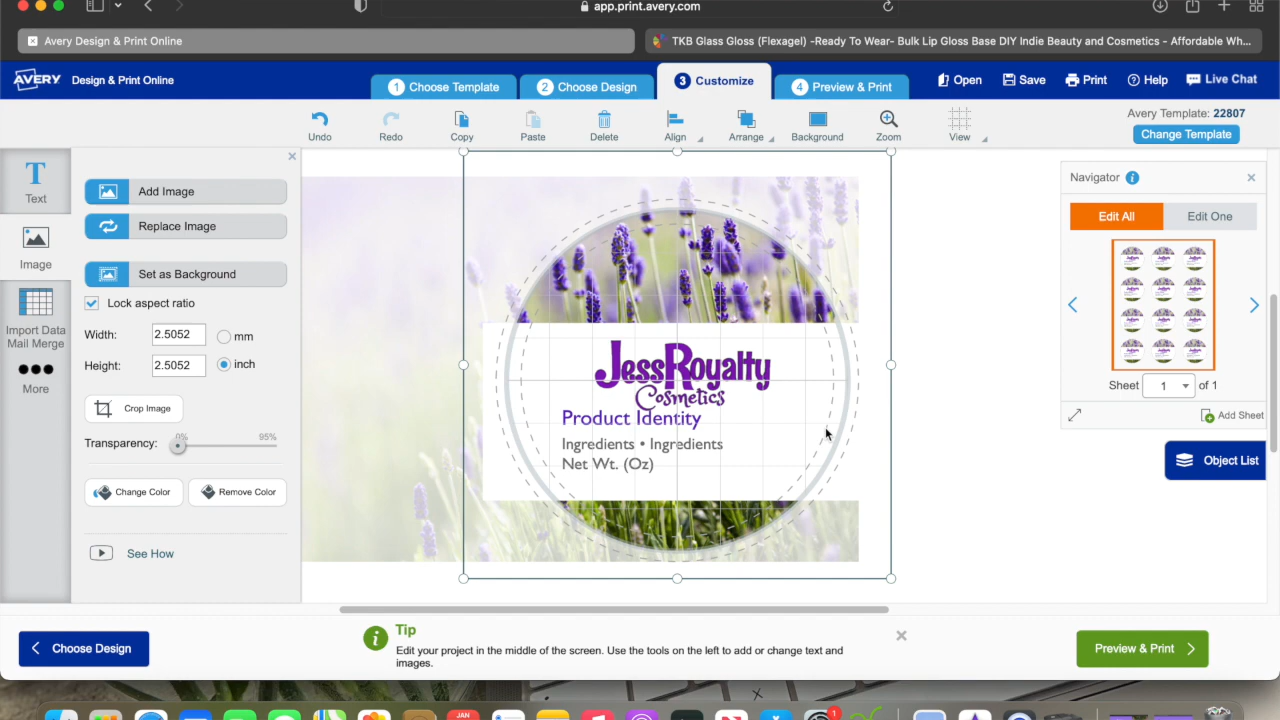 app.print.avery.com
Avery Design & Print Online
TKB Glass Gloss (Flexagel) -Ready To Wear- Bulk Lip Gloss Base DIY Indie Beauty and Cosmetics - Affordable Wh...
AVERY Design & Print Online
1 Choose Template
2 Choose Design
3 Customize
4 Preview & Print
Open
Save
Print
Help
Live Chat
Undo
Redo
Copy
Paste
Delete
Align
Arrange
Background
Zoom
View
Avery Template: 22807
Change Template
Text
Image
Import Data
Mail Merge
More
Add Image
Replace Image
Set as Background
Lock aspect ratio
Width: 2.5052 mm
Height: 2.5052 inch
Crop Image
Transparency: 0% 95%
Change Color
Remove Color
See How
JessRoyalty
Cosmetics
Product Identity
Ingredients • Ingredients
Net Wt. (Oz)
Navigator
Edit All
Edit One
Sheet 1 of 1
Add Sheet
Object List
Choose Design
Tip
Edit your project in the middle of the screen. Use the tools on the left to add or change text and
images.
Preview & Print
JAN
1